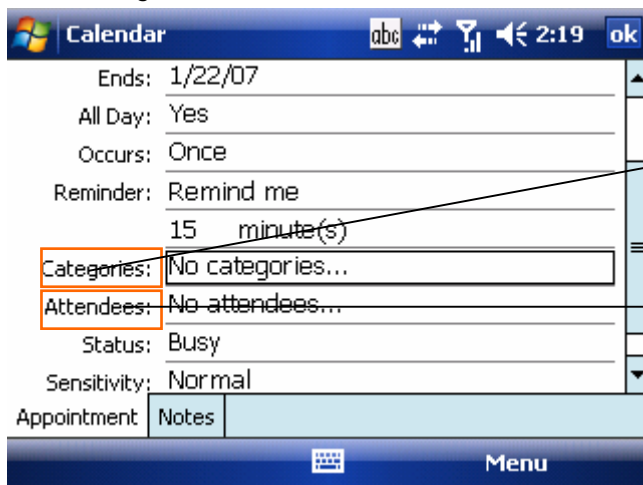 Calendar abc 2:19 ok
Ends: 1/22/07
All Day: Yes
Occurs: Once
Reminder: Remind me
15 minute(s)
Categories: No categories...
Attendees: No attendees...
Status: Busy
Sensitivity: Normal
Appointment Notes
Menu